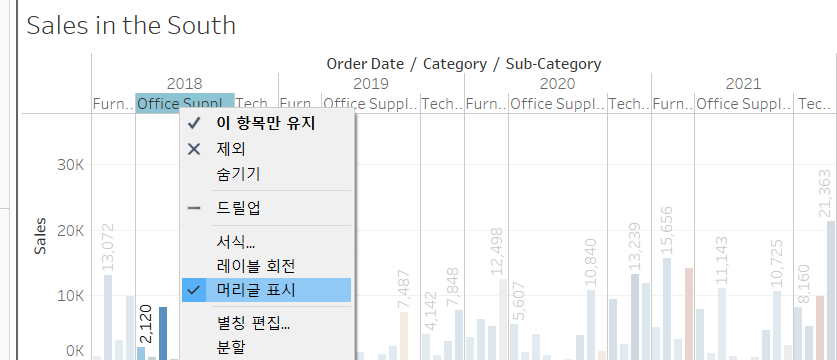 Sales in the South
Order Date / Category / Sub-Category
2018 2019 2020 2021
Furn.. Office Suppl.. Tech.. Furn.. Office Suppl.. Tech.. Furn.. Office Suppl.. Tech.. Furn.. Office Suppl.. Tec..
이 항목만 유지
제외
숨기기
드릴업
서식...
레이블 회전
머리글 표시
별칭 편집...
분할
Sales
30K
20K
10K
0K
13,072
2,120
7,487
4,142
7,848
12,498
5,607
10,840
13,239
15,656
11,143
10,725
8,160
21,363